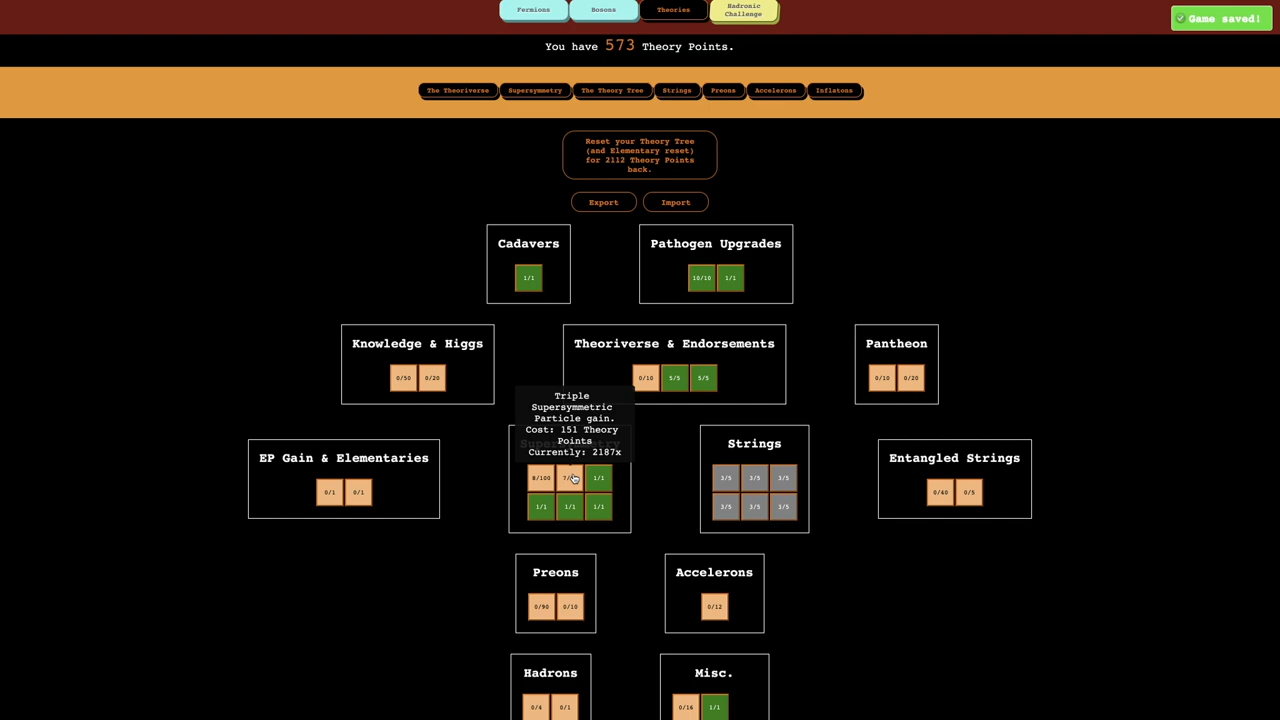 Fermions
Bosons
Theories
Hadronic
Challenge
Game saved!
You have 573 Theory Points.
The Theoriverse
Supersymmetry
The Theory Tree
Strings
Preons
Accelerons
Inflatons
Reset your Theory Tree
(and Elementary reset)
for 2112 Theory Points
back.
Export
Import
Cadavers
1/1
Pathogen Upgrades
10/10 1/1
Knowledge & Higgs
0/50 0/20
Theoriverse & Endorsements
0/10 5/5 5/5
Pantheon
0/10 0/20
Triple
Supersymmetric
Particle gain.
Cost: 151 Theory
Points
Currently: 2187x
EP Gain & Elementaries
0/1 0/1
8/100 1/1
1/1 1/1 1/1
Strings
3/5 3/5 3/5
3/5 3/5 3/5
Entangled Strings
0/40 0/5
Preons
0/90 0/10
Accelerons
0/12
Hadrons
0/4 0/1
Misc.
0/16 1/1